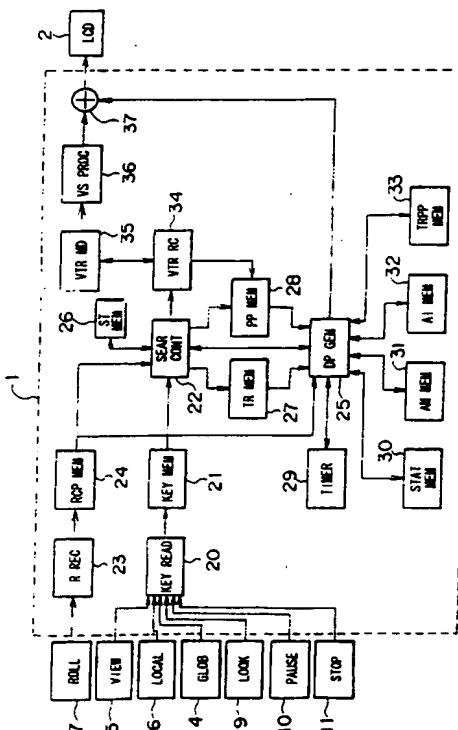 1
2
LCD
37
VS PROC
36
VTR MD
35
VTR RC
34
ST MEM
26
SEAR CONT
22
PP MEM
28
TR MEM
27
RCP MEM
24
KEY MEM
21
R REC
23
KEY READ
20
DP GEM
25
TIMER
29
STAT MEM
30
AM MEM
31
AI MEM
32
TRPP MEM
33
ROLL
7
VIEW
LOCAL
6
GLOB
4
LOOK
9
PAUSE
10
STOP
11